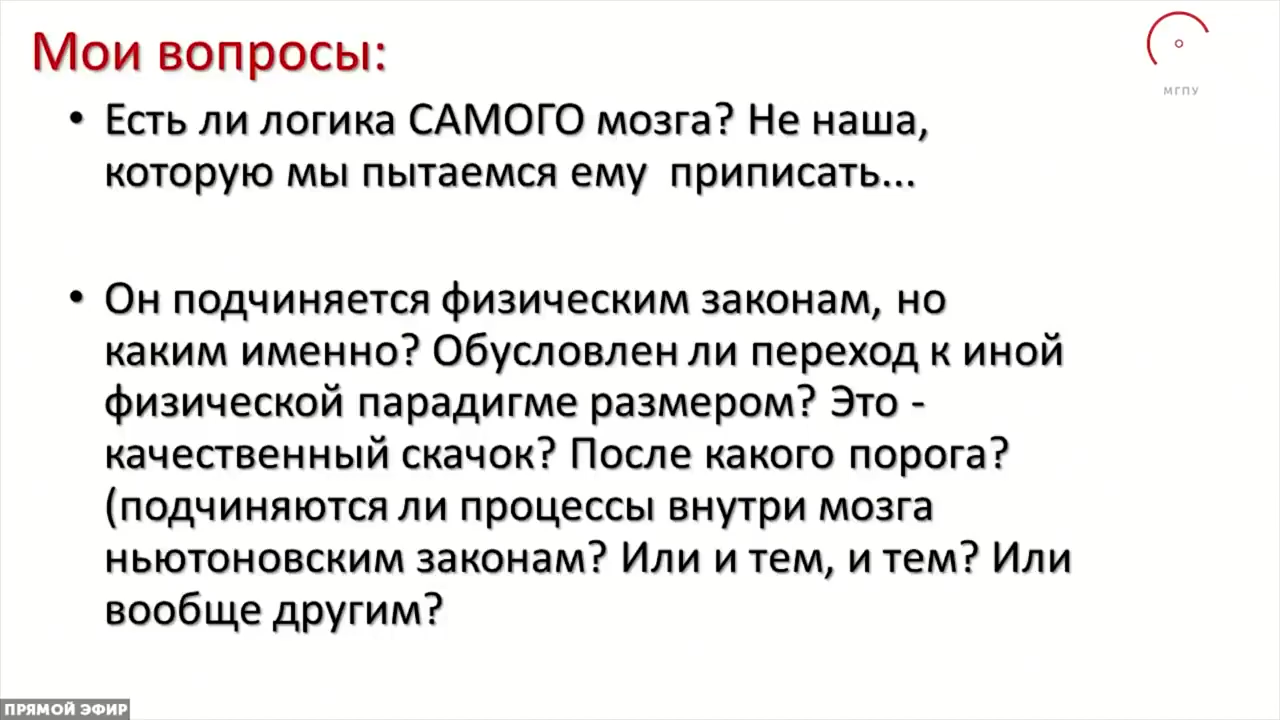 Мои вопросы:
МГПУ
• Есть ли логика САМОГО мозга? Не наша,
которую мы пытаемся ему приписать...
• Он подчиняется физическим законам, но
каким именно? Обусловлен ли переход к иной
физической парадигме размером? Это -
качественный скачок? После какого порога?
(подчиняются ли процессы внутри мозга
ньютоновским законам? Или и тем, и тем? Или
вообще другим?
ПРЯМОЙ ЭФИР